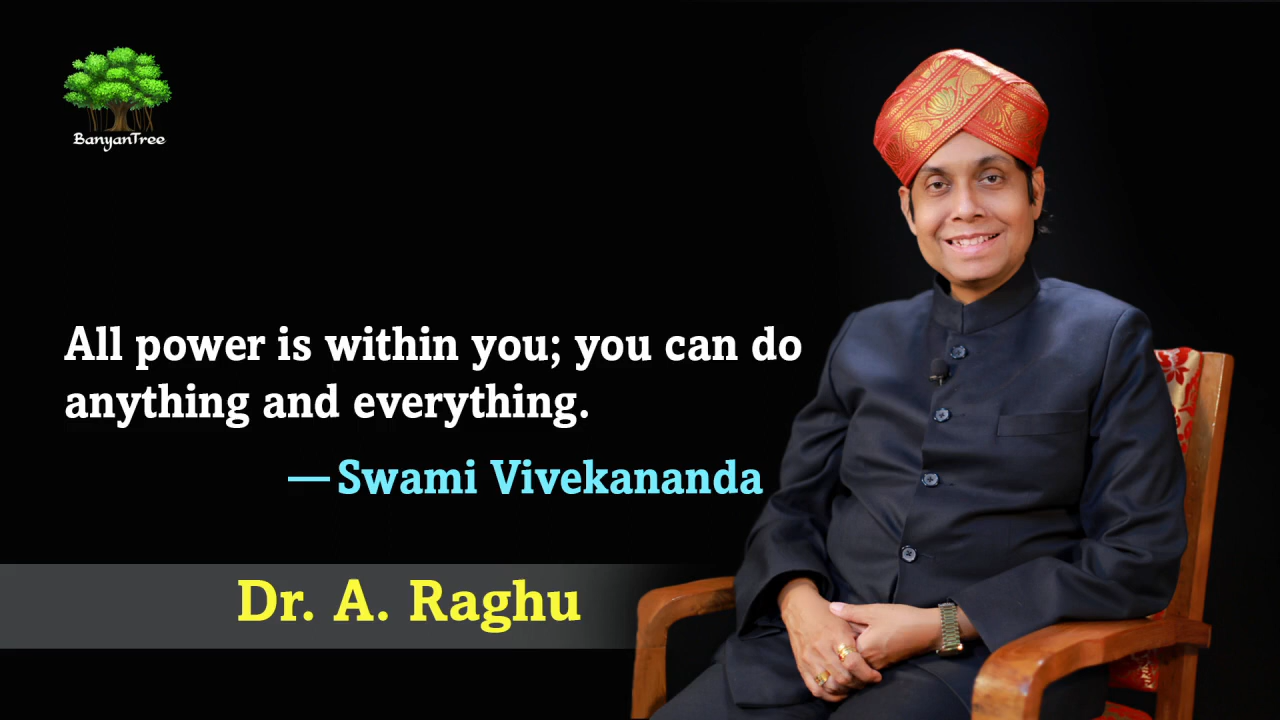 BanyanTree
All power is within you; you can do
anything and everything.
— Swami Vivekananda
Dr. A. Raghu